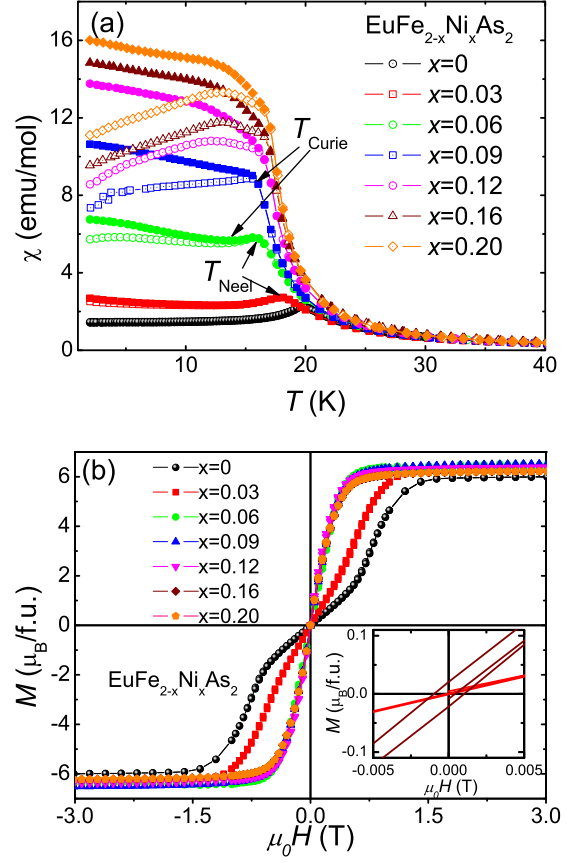 (a)
EuFe2-xNixAs2
x=0
x=0.03
x=0.06
x=0.09
x=0.12
x=0.16
x=0.20
TCurie
TNeel
χ (emu/mol)
16
12
8
4
0
10
20
30
40
T (K)
(b)
x=0
x=0.03
x=0.06
x=0.09
x=0.12
x=0.16
x=0.20
EuFe2-xNixAs2
M (μB/f.u.)
6
4
2
0
-2
-4
-6
-3.0
-1.5
0.0
1.5
3.0
μ0H (T)
M (μB/f.u.)
0.1
0.0
-0.1
-0.005
0.000
0.005
μ0H (T)